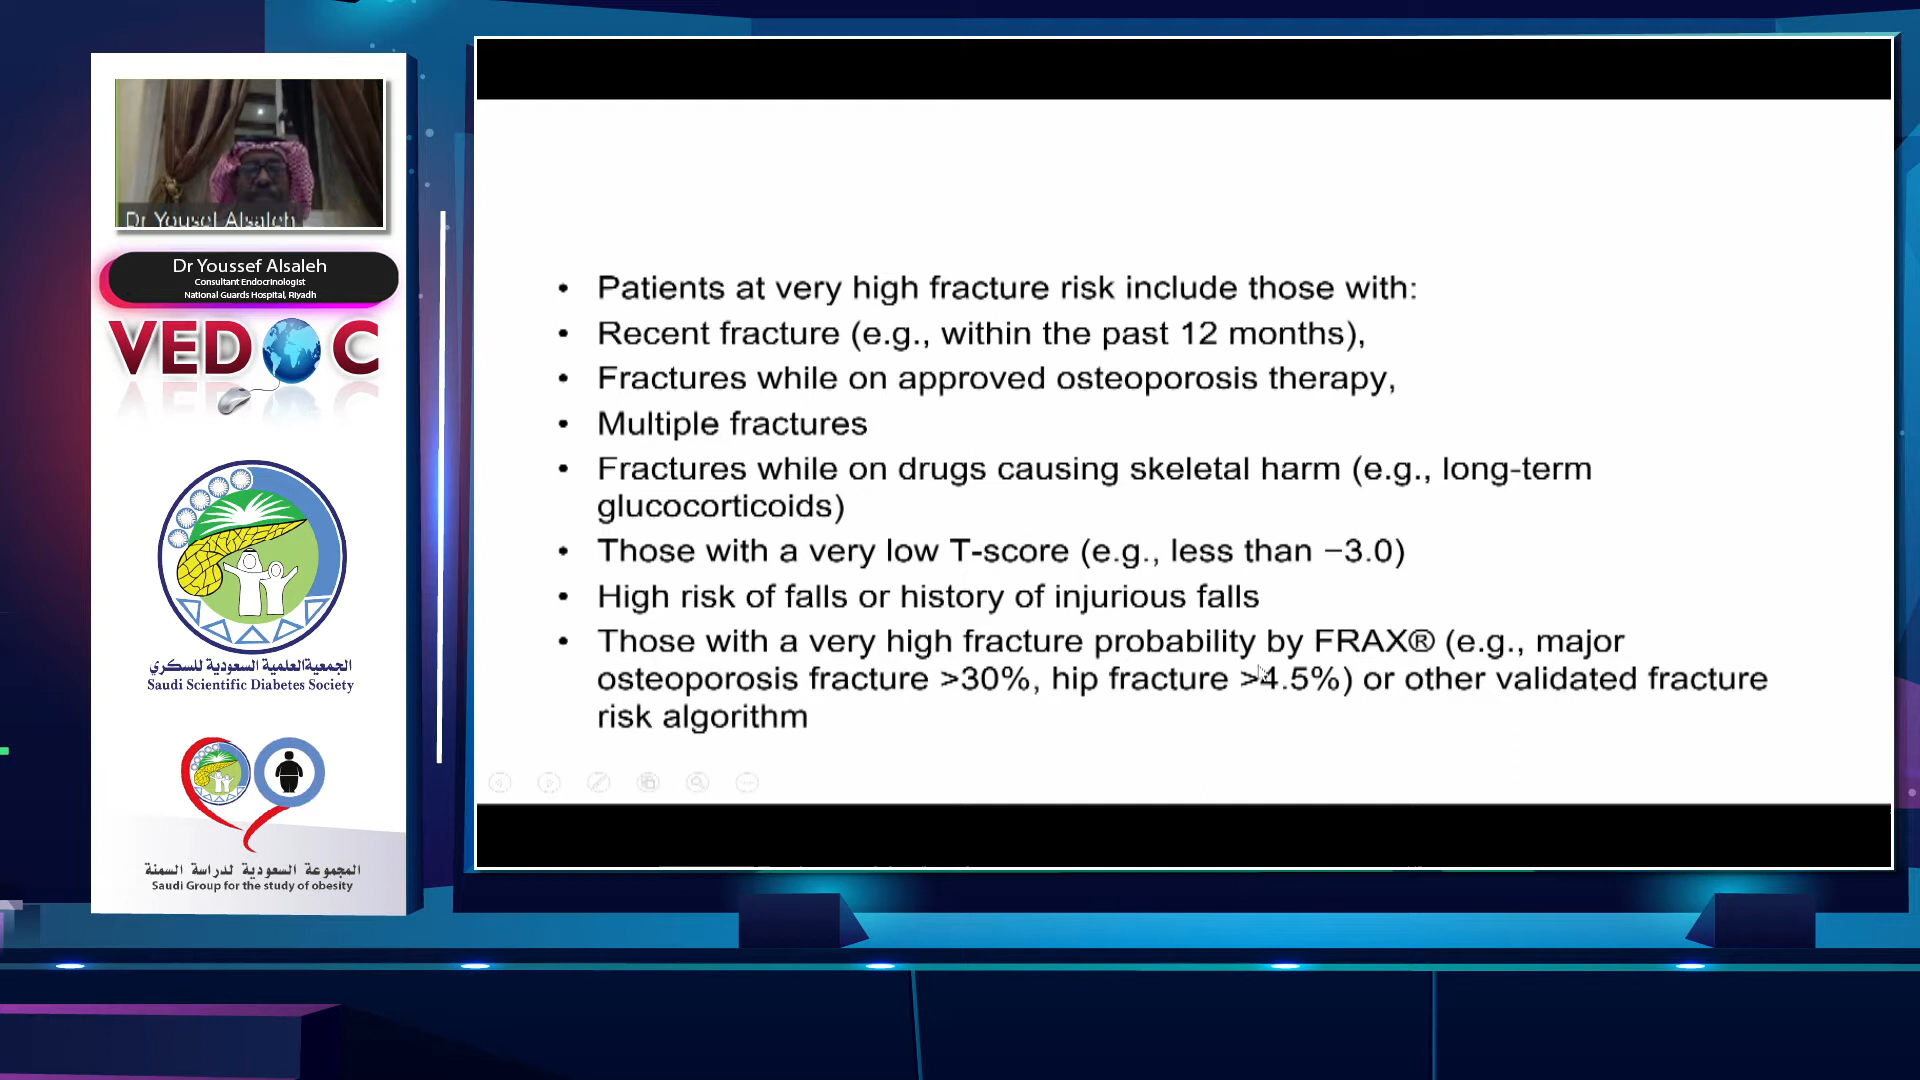 Dr Yousef Alsaleh
Dr Youssef Alsaleh
Consultant Endocrinologist
National Guards Hospital, Riyadh
VEDOC
الجمعية العلمية السعودية للسكري
Saudi Scientific Diabetes Society
المجموعة السعودية لدراسة السمنة
Saudi Group for the study of obesity
• Patients at very high fracture risk include those with:
• Recent fracture (e.g., within the past 12 months),
• Fractures while on approved osteoporosis therapy,
• Multiple fractures
• Fractures while on drugs causing skeletal harm (e.g., long-term
glucocorticoids)
• Those with a very low T-score (e.g., less than −3.0)
• High risk of falls or history of injurious falls
• Those with a very high fracture probability by FRAX® (e.g., major
osteoporosis fracture >30%, hip fracture >4.5%) or other validated fracture
risk algorithm